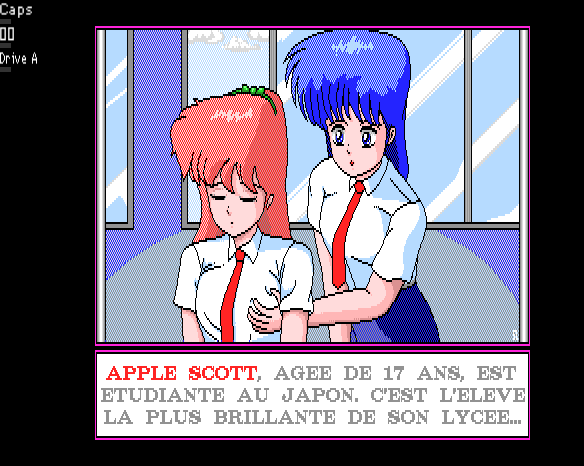 Caps
00
Drive A
APPLE SCOTT, AGEE DE 17 ANS, EST
ETUDIANTE AU JAPON. C'EST L'ELEVE
LA PLUS BRILLANTE DE SON LYCEE...